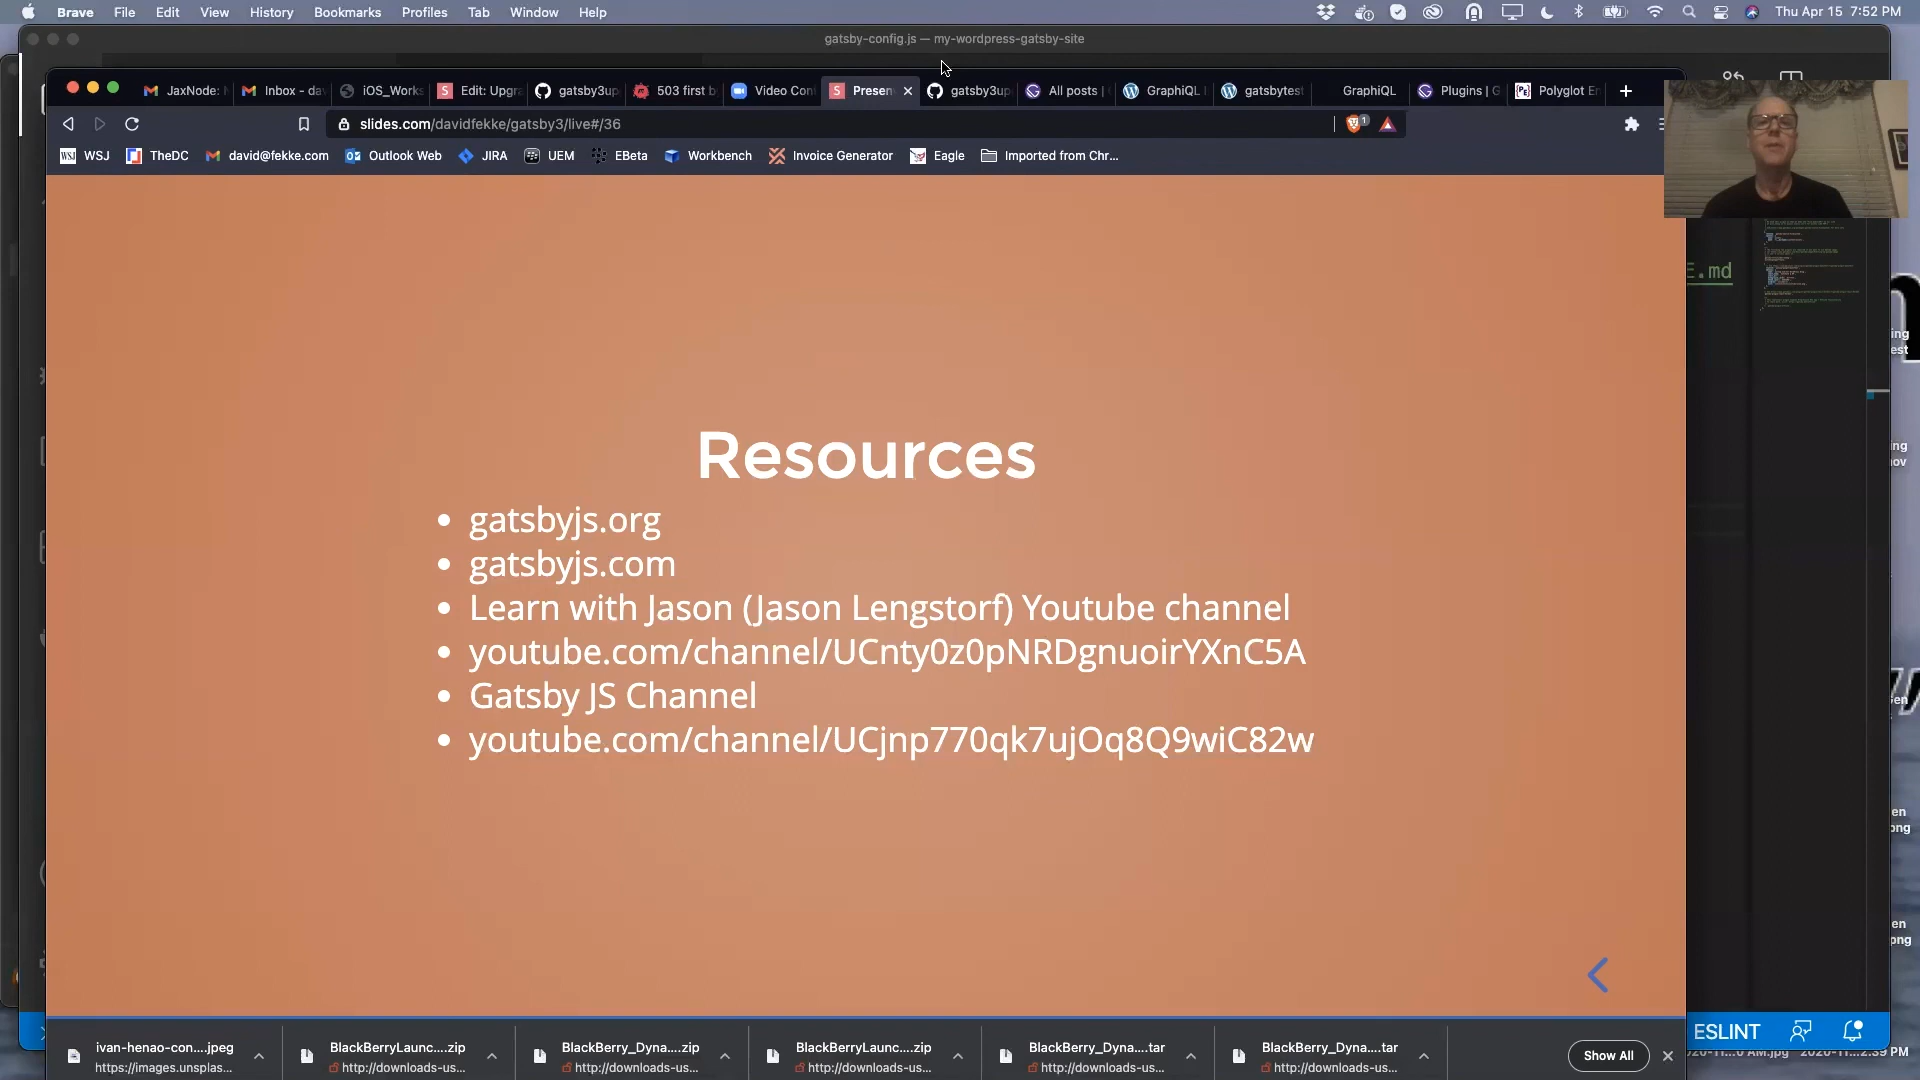 Brave File Edit View History Bookmarks Profiles Tab Window Help Thu Apr 15 7:52 PM
gatsby-config.js — my-wordpress-gatsby-site
JaxNode: Inbox - da iOS_Works Edit: Upgra gatsby3up 503 first b Video Con Presen gatsby3up All posts | GraphiQL gatsbytest GraphiQL Plugins | G Polyglot En
slides.com/davidfekke/gatsby3/live#/36 1
WSJ TheDC david@fekke.com Outlook Web JIRA UEM EBeta Workbench Invoice Generator Eagle Imported from Chr...
E.md
Resources
gatsbyjs.org
gatsbyjs.com
Learn with Jason (Jason Lengstorf) Youtube channel
youtube.com/channel/UCnty0z0pNRDgnuoirYXnC5A
Gatsby JS Channel
youtube.com/channel/UCjnp770qk7ujOq8Q9wiC82w
ESLINT
ivan-henao-con....jpeg BlackBerryLaunc....zip BlackBerry_Dyna....zip BlackBerryLaunc....zip BlackBerry_Dyna....tar BlackBerry_Dyna....tar Show All
https://images.unsplas... http://downloads-us... http://downloads-us... http://downloads-us... http://downloads-us... http://downloads-us...